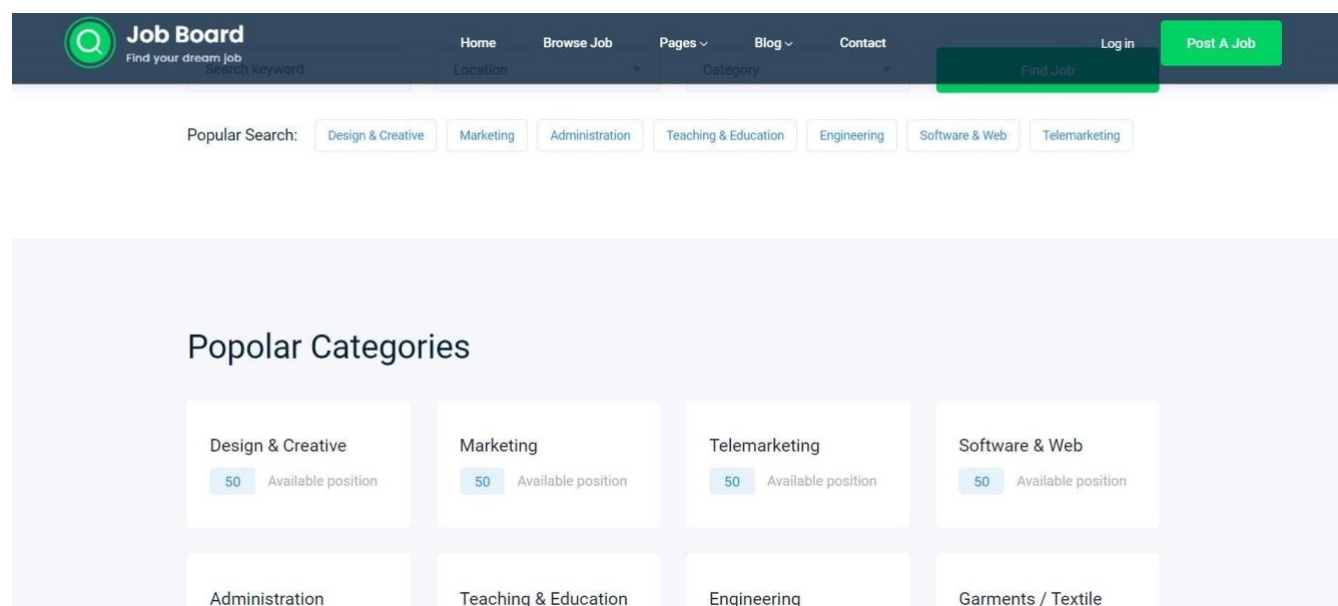 Job Board
Find your dream job
Home Browse Job Pages Blog Contact Log in Post A Job
Search keyword Location Category Find Job
Popular Search: Design & Creative Marketing Administration Teaching & Education Engineering Software & Web Telemarketing
Popolar Categories
Design & Creative Marketing Telemarketing Software & Web
50 Available position 50 Available position 50 Available position 50 Available position
Administration Teaching & Education Engineering Garments / Textile